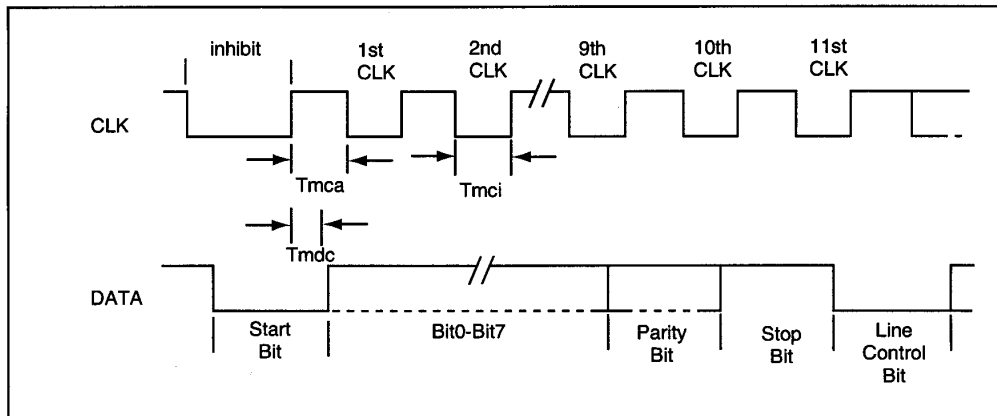 inhibit
1st CLK
2nd CLK
9th CLK
10th CLK
11st CLK
CLK
Tmca
Tmci
Tmdc
DATA
Start Bit
Bit0-Bit7
Parity Bit
Stop Bit
Line Control Bit